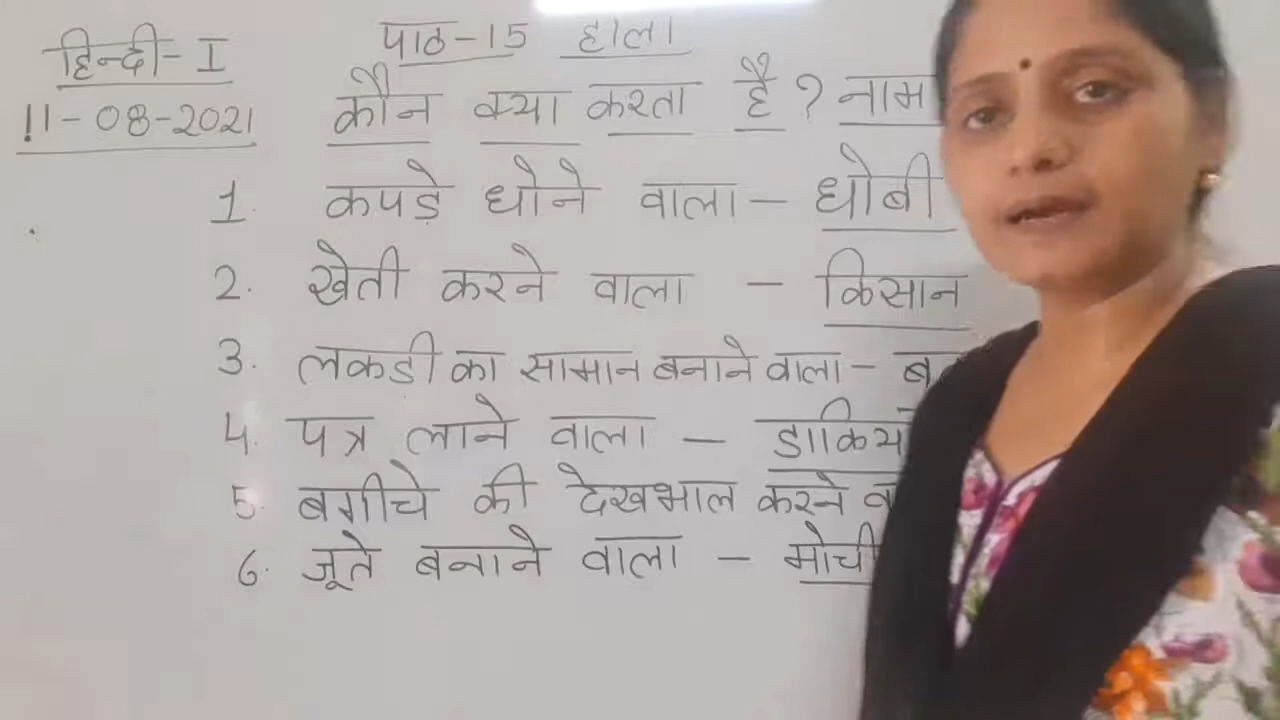 हिन्दी- I
11-08-2021
पाठ-15 हाला
कौन क्या करता है ? नाम
1. कपड़े धोने वाला - धोबी
2. खेती करने वाला - किसान
3. लकडी का सामान बनाने वाला -
4. पत्र लाने वाला -
5. बगीचे की देखभाल करने
6. जूते बनाने वाला - मोची